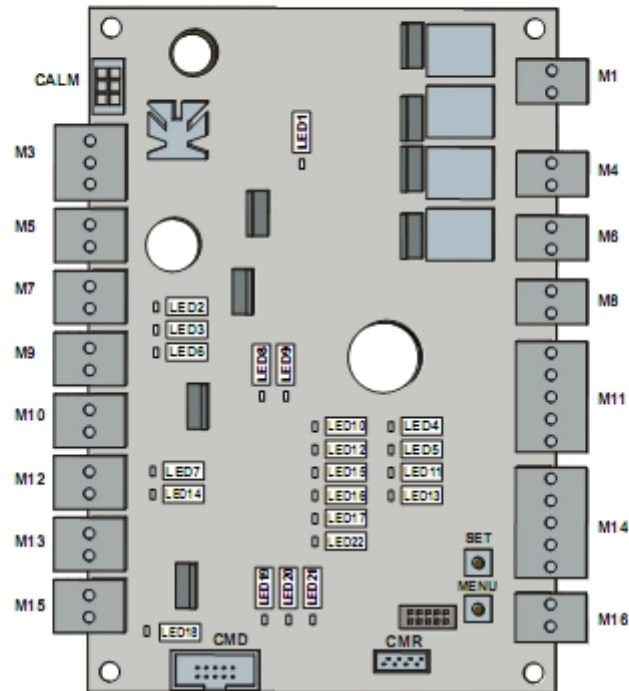 CALM
M1
LED1
M3
M4
M5
M6
M7
M8
LED2
LED3
LED6
M9
LED8
LED9
M10
M11
LED10
LED4
LED12
LED5
M12
LED7
LED15
LED11
LED14
LED16
LED13
LED17
M13
M14
LED22
SET
LED19
LED20
LED21
MENU
M15
M16
LED18
CMD
CMR